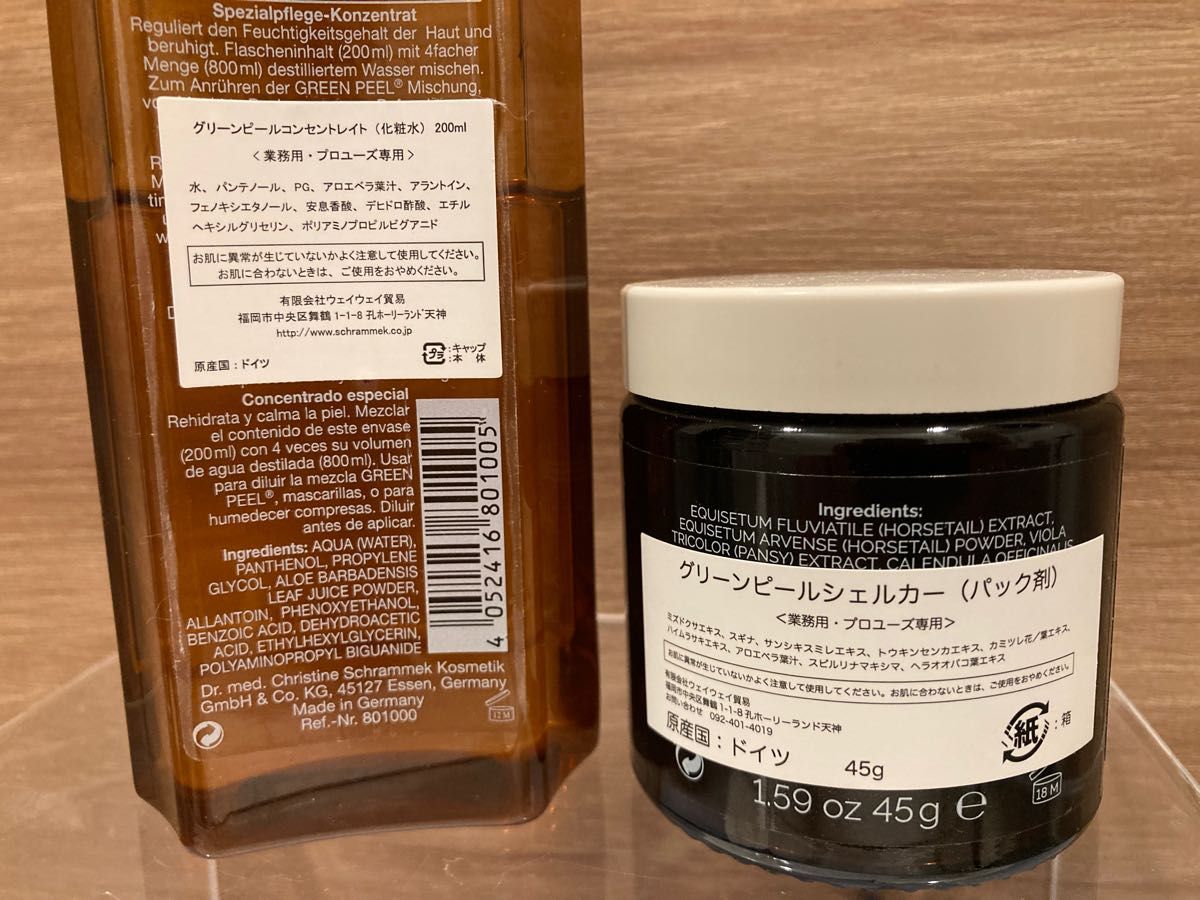 Spezialpflege-Konzentrat
Reguliert den Feuchtigkeitsgehalt der Haut und
beruhigt. Flascheninhalt (200ml) mit 4facher
Menge (800ml) destilliertem Wasser mischen.
Zum Anrühren der GREEN PEEL® Mischung,
グリーンピールコンセントレイト（化粧水）200ml
＜業務用・プロユーズ専用＞
水、パンテノール、PG、アロエベラ葉汁、アラントイン、
フェノキシエタノール、安息香酸、デヒドロ酢酸、エチル
ヘキシルグリセリン、ポリアミノプロピルビグアニド
お肌に異常が生じていないかよく注意して使用してください。
お肌に合わないときは、ご使用をおやめください。
有限会社ウェイウェイ貿易
福岡市中央区舞鶴1-1-8孔ホーリーランド天神
http://www.schrammek.co.jp
原産国：ドイツ
プラ
：キャップ
：本 体
Concentrado especial
Rehidrata y calma la piel. Mezclar
el contenido de este envase
(200ml) con 4 veces su volumen
de agua destilada (800ml). Usar
para diluir la mezcla GREEN
PEEL®, mascarillas, o para
humedecer compresas. Diluir
antes de aplicar.
Ingredients: AQUA (WATER),
PANTHENOL, PROPYLENE
GLYCOL, ALOE BARBADENSIS
LEAF JUICE POWDER,
ALLANTOIN, PHENOXYETHANOL,
BENZOIC ACID, DEHYDROACETIC
ACID, ETHYLHEXYLGLYCERIN,
POLYAMINOPROPYL BIGUANIDE
4 052416 801005
Dr. med. Christine Schrammek Kosmetik
GmbH & Co. KG, 45127 Essen, Germany
Made in Germany
Ref.-Nr. 801000
12 M
Ingredients:
EQUISETUM FLUVIATILE (HORSETAIL) EXTRACT,
EQUISETUM ARVENSE (HORSETAIL) POWDER, VIOLA
TRICOLOR (PANSY) EXTRACT, CALENDULA OFFICINALIS
グリーンピールシェルカー（パック剤）
＜業務用・プロユーズ専用＞
ミズドクサエキス、スギナ、サンシキスミレエキス、トウキンセンカエキス、カミツレ花／葉エキス、
ハイムラサキエキス、アロエベラ葉汁、スピルリナマキシマ、ヘラオオバコ葉エキス
お肌に異常が生じていないかよく注意して使用してください。お肌に合わないときは、ご使用をおやめください。
有限会社ウェイウェイ貿易
福岡市中央区舞鶴1-1-8孔ホーリーランド天神
お問い合わせ 092-401-4019
原産国：ドイツ
45g
紙
：箱
1.59 oz 45g e
18 M